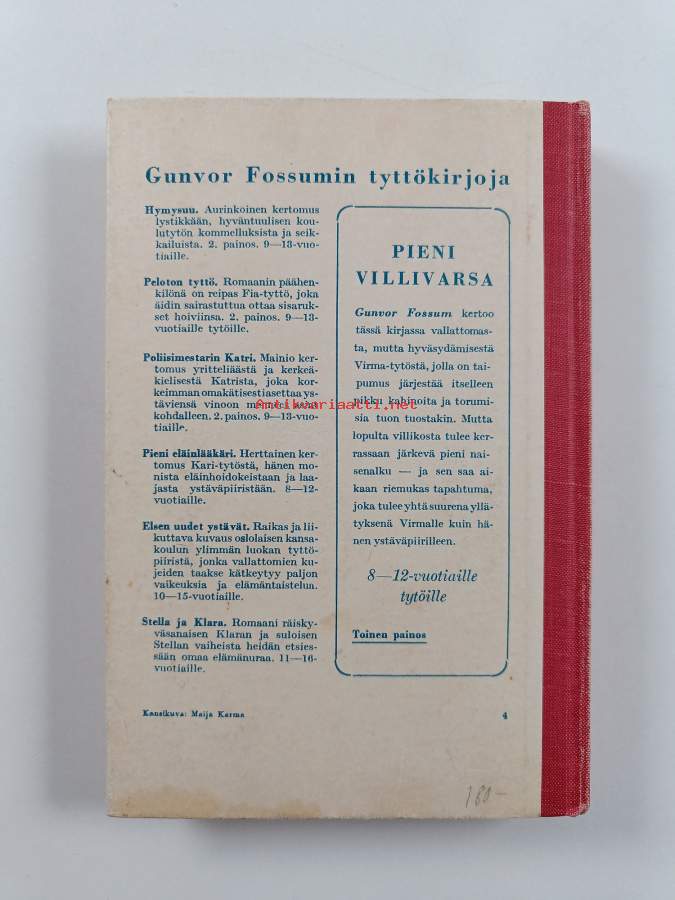 Gunvor Fossumin tyttökirjoja
Hymysuu. Aurinkoinen kertomus
lystikkään, hyväntuulisen kou-
lutytön kommelluksista ja seik-
kailuista. 2. painos. 9—13-vuo-
tiaille.
Peloton tyttö. Romaanin päähen-
kilönä on reipas Fia-tyttö, joka
äidin sairastuttua ottaa sisaruk-
set hoiviinsa. 2. painos. 9—13-
vuotiaille tytöille.
Poliisimestarin Katri. Mainio ker-
tomus yritteliäästä ja kerkeä-
kielisestä Katrista, joka kor-
keimman omakätisesti asettaa ys-
täviensä vinoon
kohdalleen. 2. painos. 9—13-vuo-
tiaille.
Pieni eläinlääkäri. Herttainen ker-
tomus Kari-tytöstä, hänen mo-
nista eläinhoidokeistaan ja laa-
jasta ystäväpiiristään. 8—12-
vuotiaille.
Elsen uudet ystävät. Raikas ja lii-
kuttava kuvaus oslolaisen kansa-
koulun ylimmän luokan tyttö-
piiristä, jonka vallattomien ku-
jeiden taakse kätkeytyy paljon
vaikeuksia ja elämäntaistelua.
10—15-vuotiaille.
Stella ja Klara. Romaani räisky-
väsanaisen Klaran ja suloisen
Stellan vaiheista heidän etsies-
sään omaa elämänuraa. 11—16-
vuotiaille.
PIENI
VILLIVARSA
Gunvor Fossum kertoo
tässä kirjassa vallattomas-
ta, mutta hyväsydämisestä
Virma-tytöstä, jolla on tai-
pumus järjestää itselleen
pikku kahinoita ja torumi-
sia tuon tuostakin. Mutta
lopulta villikosta tulee ker-
rassaan järkevä pieni nai-
senalku — ja sen saa ai-
kaan riemukas tapahtuma,
joka tulee yhtä suurena yllä-
tyksenä Virmalle kuin hä-
nen ystäväpiirilleen.
8—12-vuotiaille
tytöille
Toinen painos
Kansikuva: Maija Karma
4
160—
Antikvariaatti.net